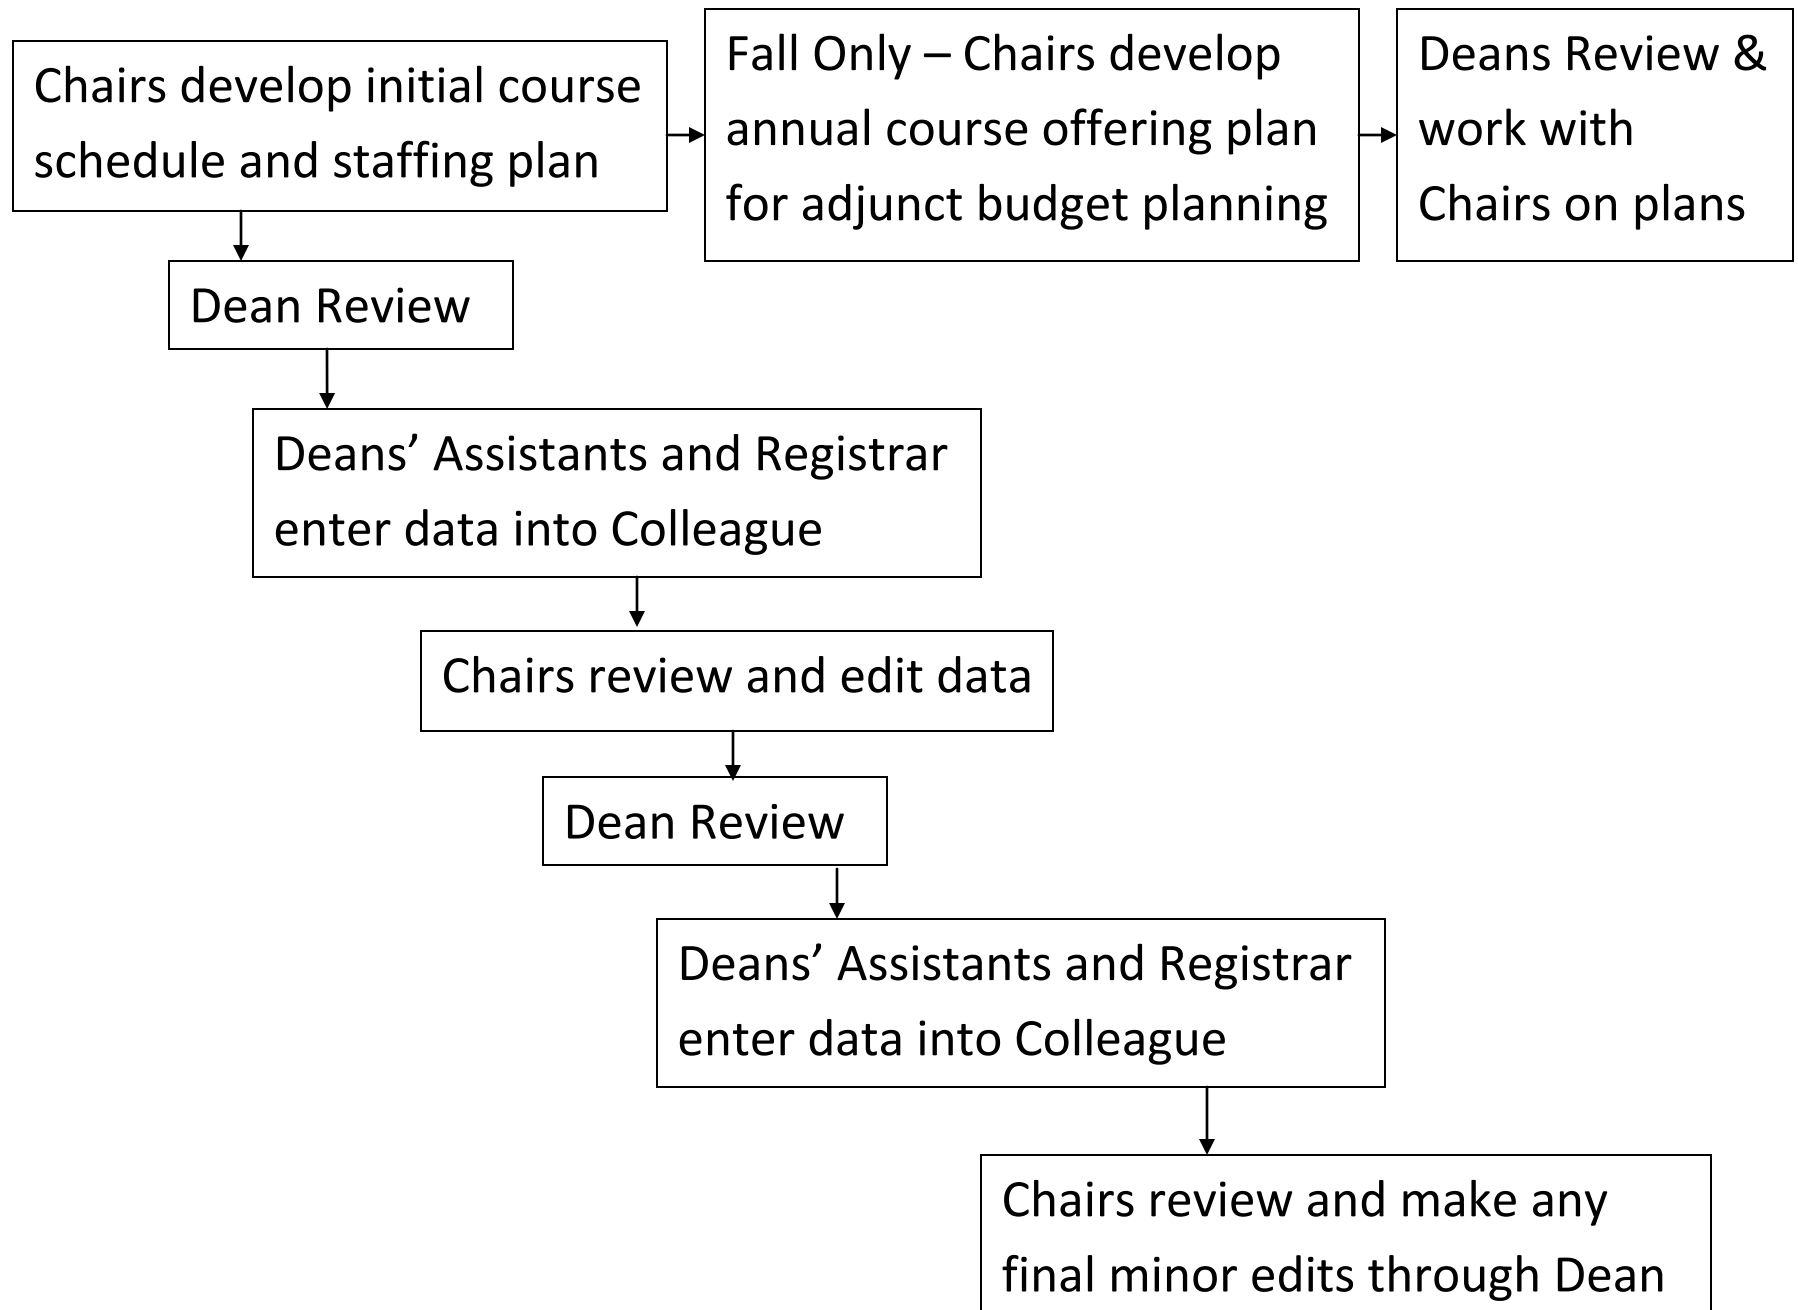 Chairs develop initial course
schedule and staffing plan
Fall Only – Chairs develop
annual course offering plan
for adjunct budget planning
Deans Review &
work with
Chairs on plans
Dean Review
Deans’ Assistants and Registrar
enter data into Colleague
Chairs review and edit data
Dean Review
Deans’ Assistants and Registrar
enter data into Colleague
Chairs review and make any
final minor edits through Dean